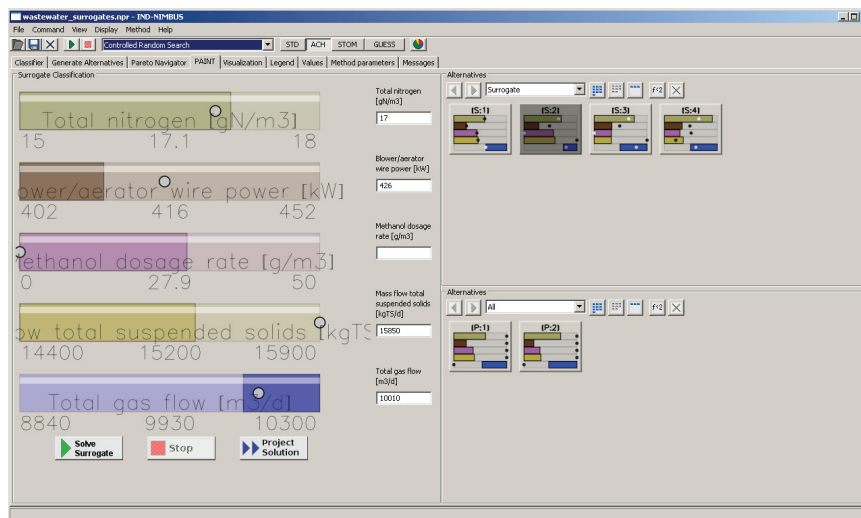 wastewater_surrogates.npr - IND-NIMBUS
File Command View Display Method Help
Controlled Random Search STD ACH STOM GUESS
Classifier Generate Alternatives Pareto Navigator PAINT Visualization Legend Values Method parameters Messages
Surrogate Classification
Total nitrogen [gN/m3]
15 17.1 18
Total nitrogen
[gN/m3]
17
ower/aerator wire power [kW]
402 416 452
Blower/aerator
wire power [kW]
426
Methanol dosage rate [g/m3]
0 27.9 50
Methanol dosage
rate [g/m3]
ow total suspended solids [kgTS
14400 15200 15900
Mass flow total
suspended solids
[kgTS/d]
15850
Total gas flow [m3/d]
8840 9930 10300
Total gas flow
[m3/d]
10010
Solve
Surrogate
Stop
Project
Solution
Alternatives
Surrogate f<2
(S:1) (S:2) (S:3) (S:4)
Alternatives
All f<2
(P:1) (P:2)